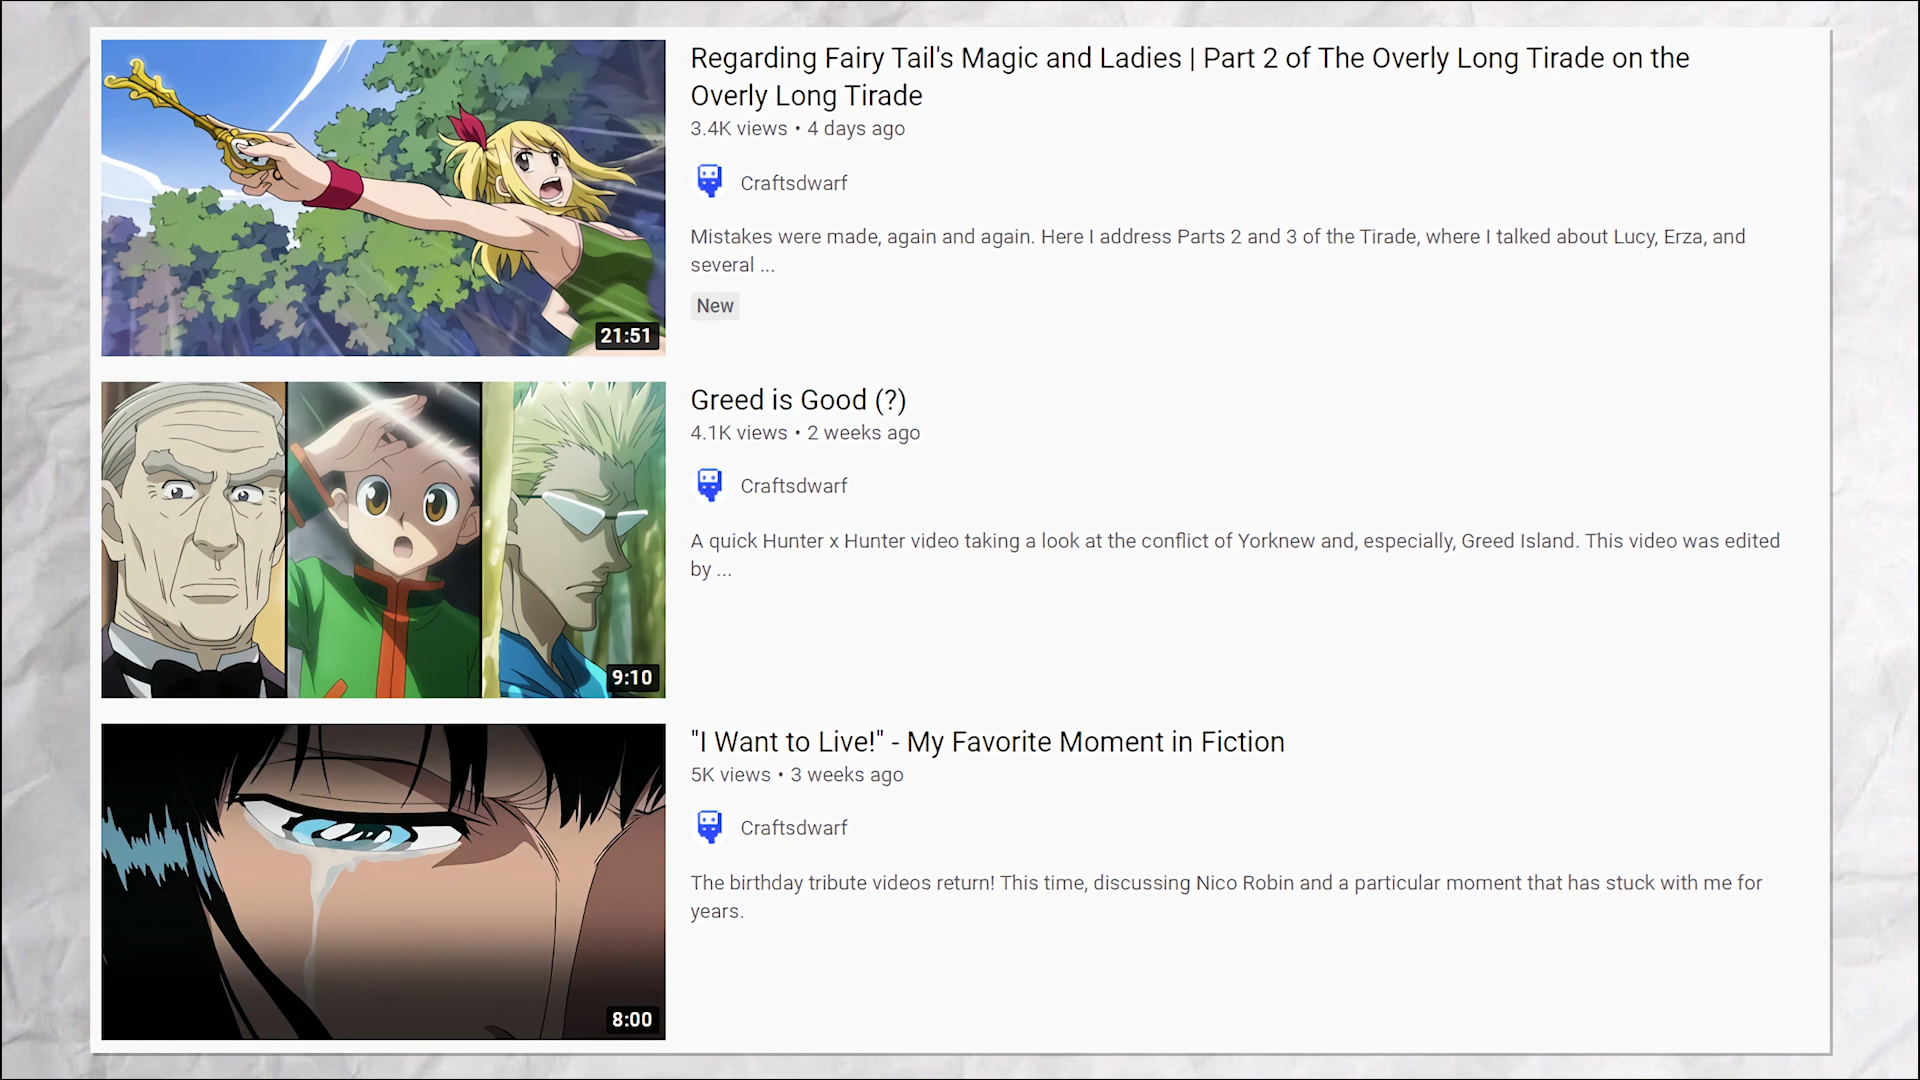 Regarding Fairy Tail's Magic and Ladies | Part 2 of The Overly Long Tirade on the
Overly Long Tirade
3.4K views • 4 days ago
Craftsdwarf
Mistakes were made, again and again. Here I address Parts 2 and 3 of the Tirade, where I talked about Lucy, Erza, and
several ...
New
21:51
Greed is Good (?)
4.1K views • 2 weeks ago
Craftsdwarf
A quick Hunter x Hunter video taking a look at the conflict of Yorknew and, especially, Greed Island. This video was edited
by ...
9:10
"I Want to Live!" - My Favorite Moment in Fiction
5K views • 3 weeks ago
Craftsdwarf
The birthday tribute videos return! This time, discussing Nico Robin and a particular moment that has stuck with me for
years.
8:00